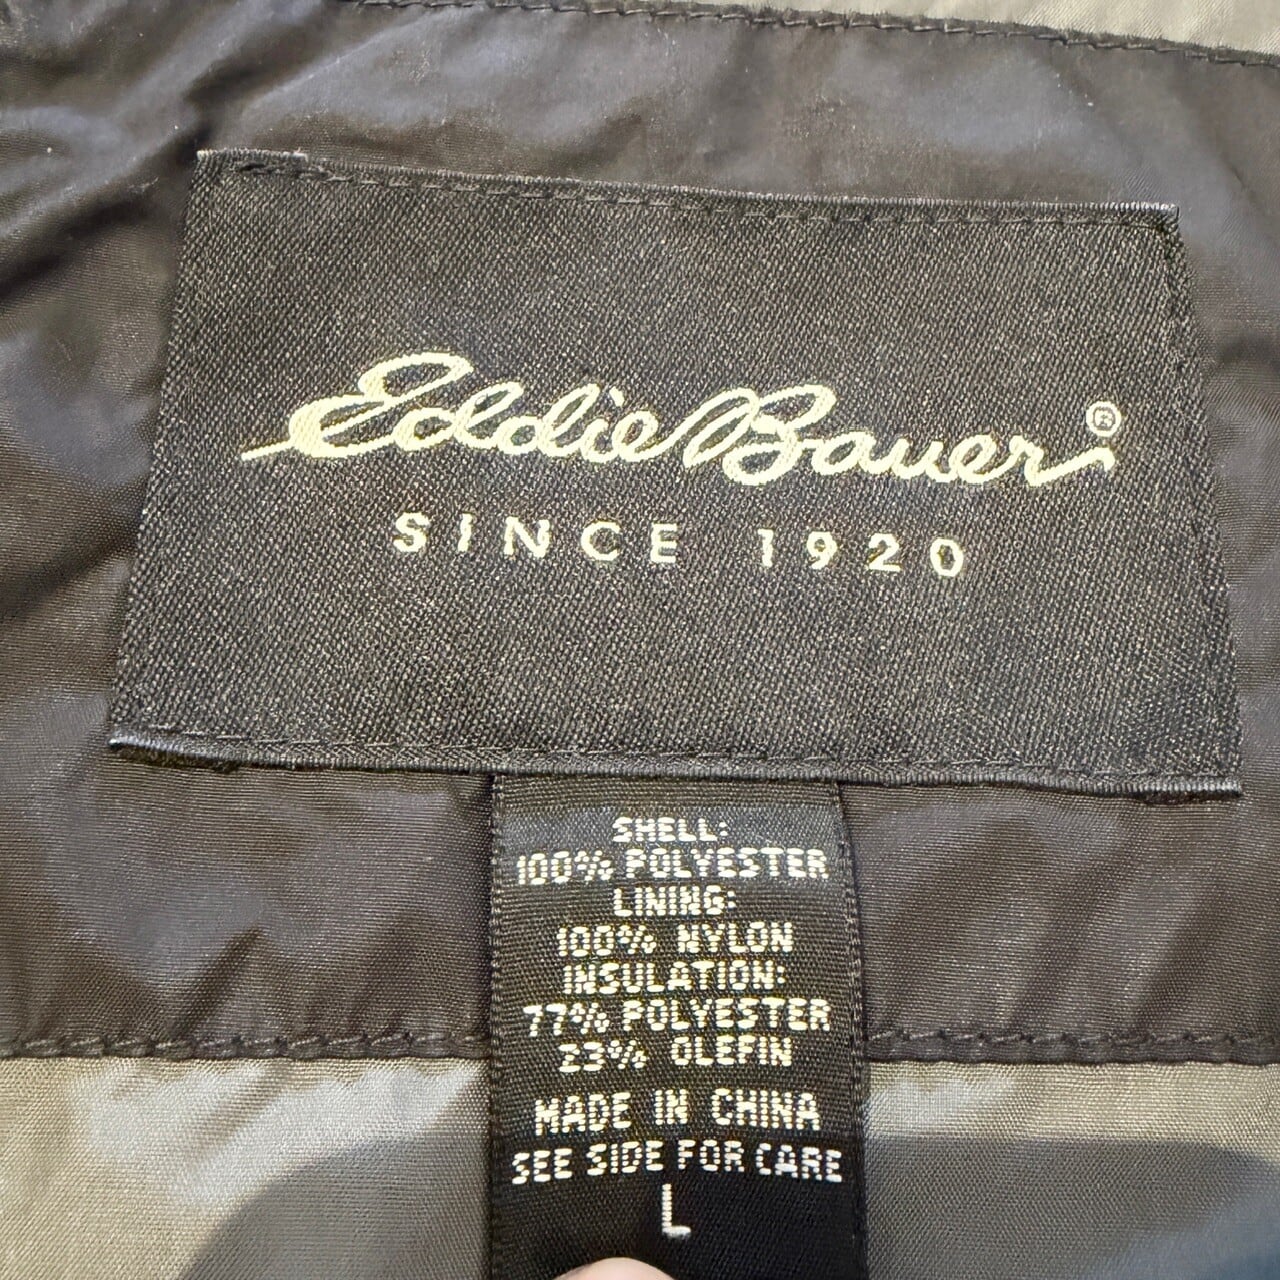 Eddie Bauer®
SINCE 1920
SHELL:
100% POLYESTER
LINING:
100% NYLON
INSULATION:
77% POLYESTER
23% OLEFIN
MADE IN CHINA
SEE SIDE FOR CARE
L